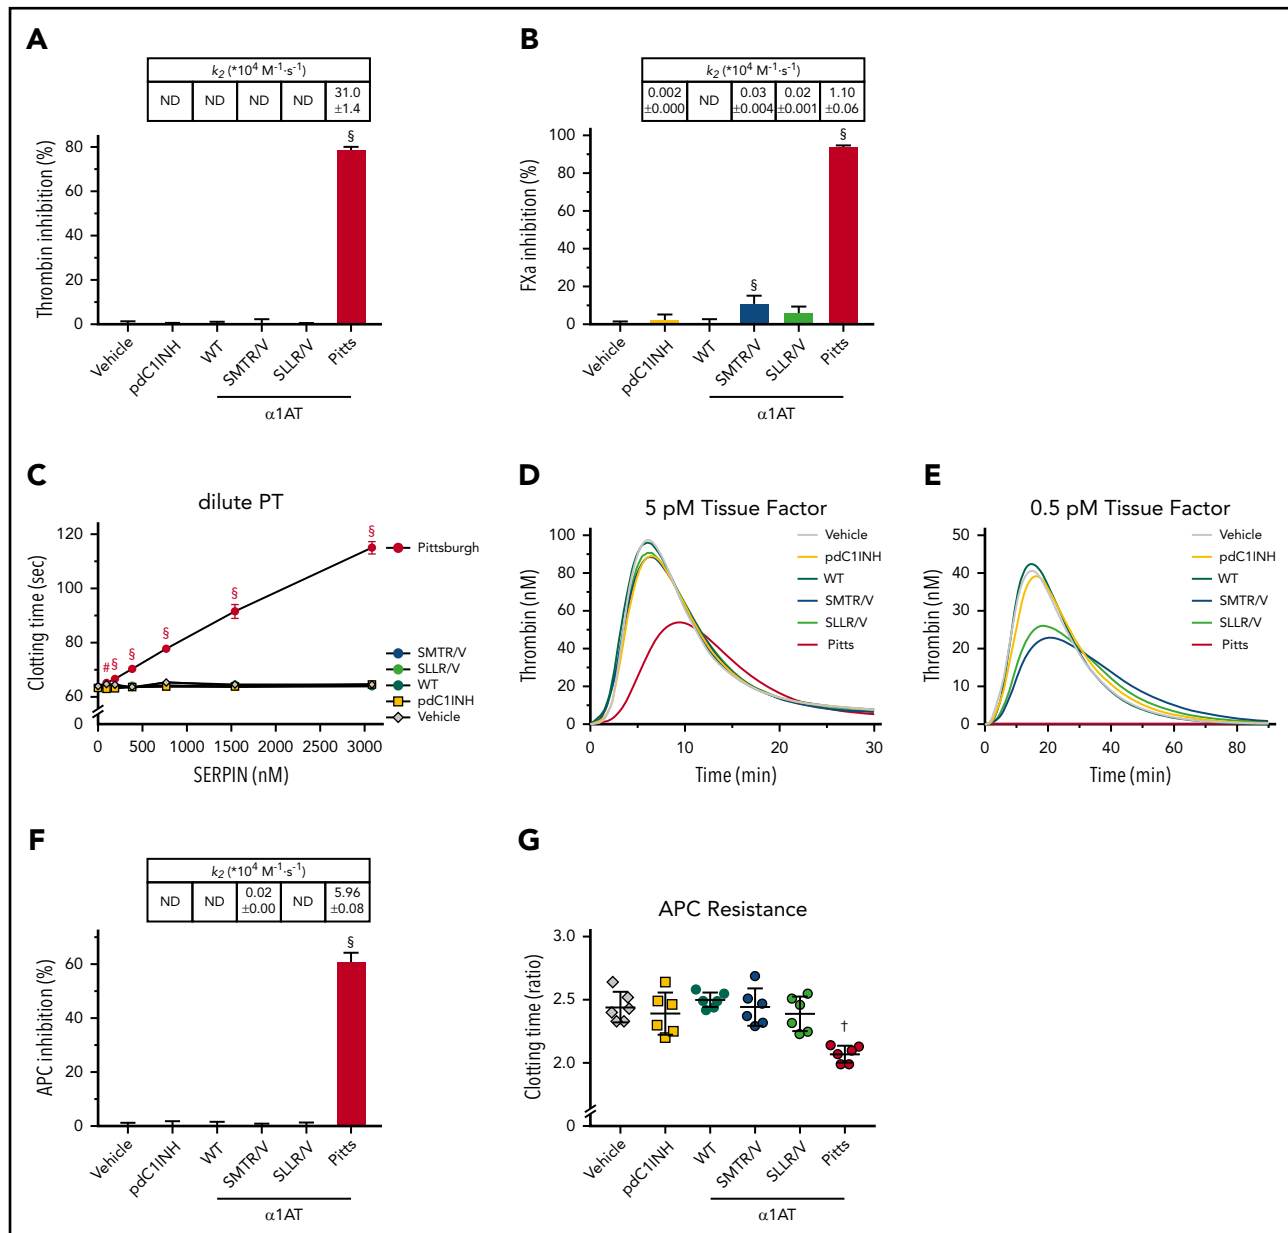 A
k2 (*10^4 M^-1·s^-1)
ND ND ND ND 31.0 ±1.4
Thrombin inhibition (%)
80
60
40
20
0
§
Vehicle
pdC1INH
WT
SMTR/V
SLLR/V
Pitts
α1AT
B
k2 (*10^4 M^-1·s^-1)
0.002 ±0.000 ND 0.03 ±0.004 0.02 ±0.001 1.10 ±0.06
FXa inhibition (%)
100
80
60
40
20
0
§
§
Vehicle
pdC1INH
WT
SMTR/V
SLLR/V
Pitts
α1AT
C
dilute PT
Clotting time (sec)
120
100
80
60
0
# § § § § §
Pittsburgh
SMTR/V
SLLR/V
WT
pdC1INH
Vehicle
0 500 1000 1500 2000 2500 3000
SERPIN (nM)
D
5 pM Tissue Factor
Thrombin (nM)
100
80
60
40
20
0
Vehicle
pdC1INH
WT
SMTR/V
SLLR/V
Pitts
0 10 20 30
Time (min)
E
0.5 pM Tissue Factor
Thrombin (nM)
50
40
30
20
10
0
Vehicle
pdC1INH
WT
SMTR/V
SLLR/V
Pitts
0 20 40 60 80
Time (min)
F
k2 (*10^4 M^-1·s^-1)
ND ND 0.02 ±0.00 ND 5.96 ±0.08
APC inhibition (%)
60
40
20
0
§
Vehicle
pdC1INH
WT
SMTR/V
SLLR/V
Pitts
α1AT
G
APC Resistance
Clotting time (ratio)
3.0
2.5
2.0
0
†
Vehicle
pdC1INH
WT
SMTR/V
SLLR/V
Pitts
α1AT